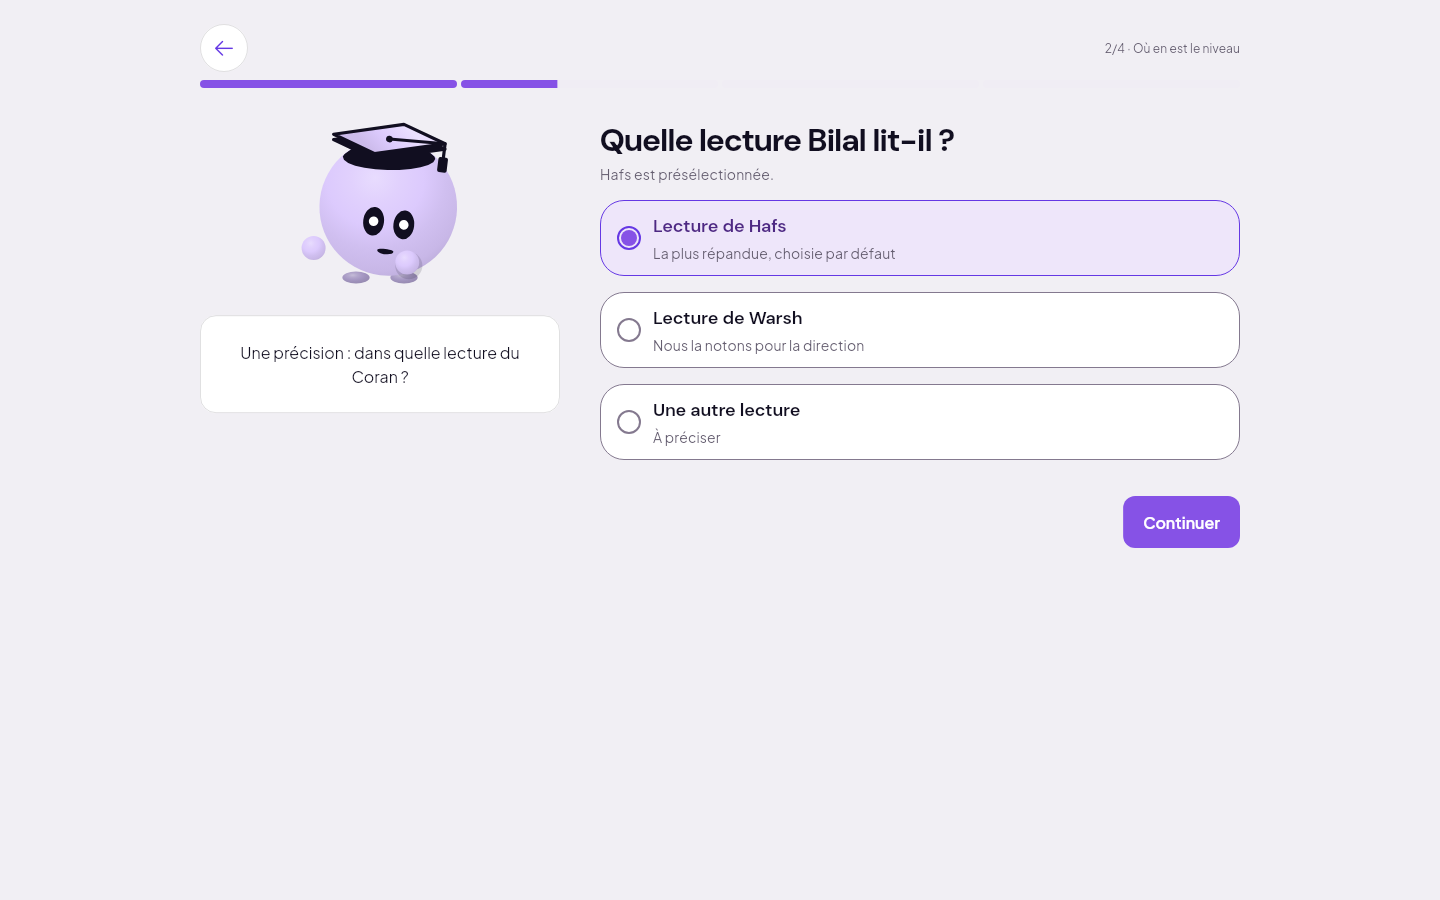 2/4 · Où en est le niveau
Une précision : dans quelle lecture du
Coran ?
Quelle lecture Bilal lit-il ?
Hafs est présélectionnée.
Lecture de Hafs
La plus répandue, choisie par défaut
Lecture de Warsh
Nous la notons pour la direction
Une autre lecture
À préciser
Continuer